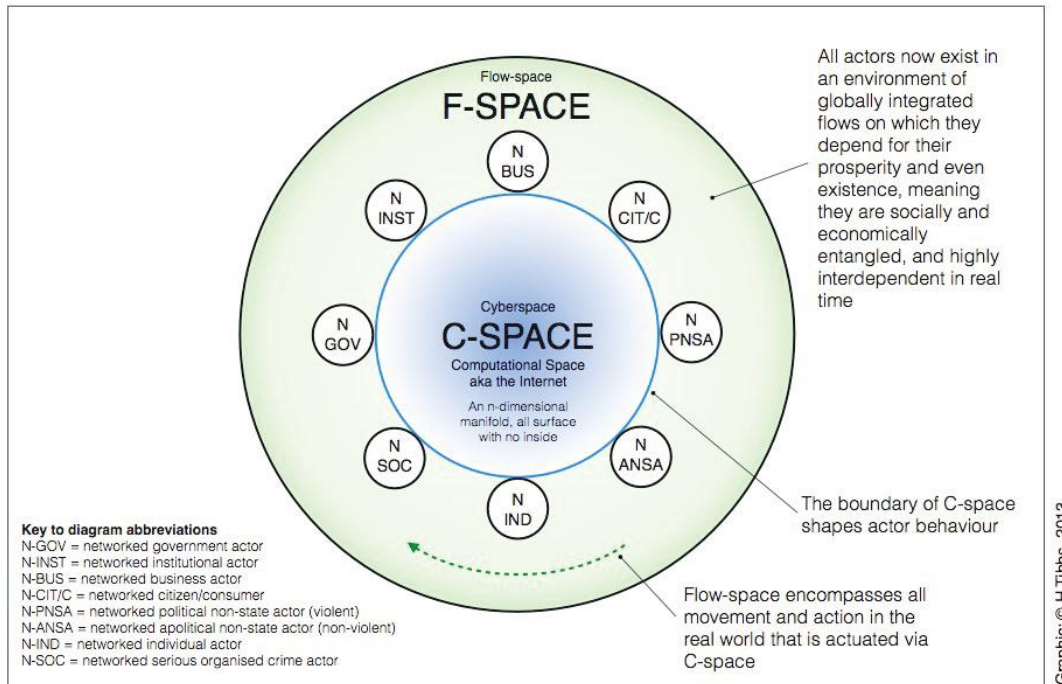 Flow-space
F-SPACE
N
BUS
N
CIT/C
N
PNSA
N
ANSA
N
IND
N
SOC
N
GOV
N
INST
Cyberspace
C-SPACE
Computational Space
aka the Internet
An n-dimensional
manifold, all surface
with no inside
All actors now exist in
an environment of
globally integrated
flows on which they
depend for their
prosperity and even
existence, meaning
they are socially and
economically
entangled, and highly
interdependent in real
time
The boundary of C-space
shapes actor behaviour
Flow-space encompasses all
movement and action in the
real world that is actuated via
C-space
Key to diagram abbreviations
N-GOV = networked government actor
N-INST = networked institutional actor
N-BUS = networked business actor
N-CIT/C = networked citizen/consumer
N-PNSA = networked political non-state actor (violent)
N-ANSA = networked apolitical non-state actor (non-violent)
N-IND = networked individual actor
N-SOC = networked serious organised crime actor
Graphic: © H Tibbs, 2013